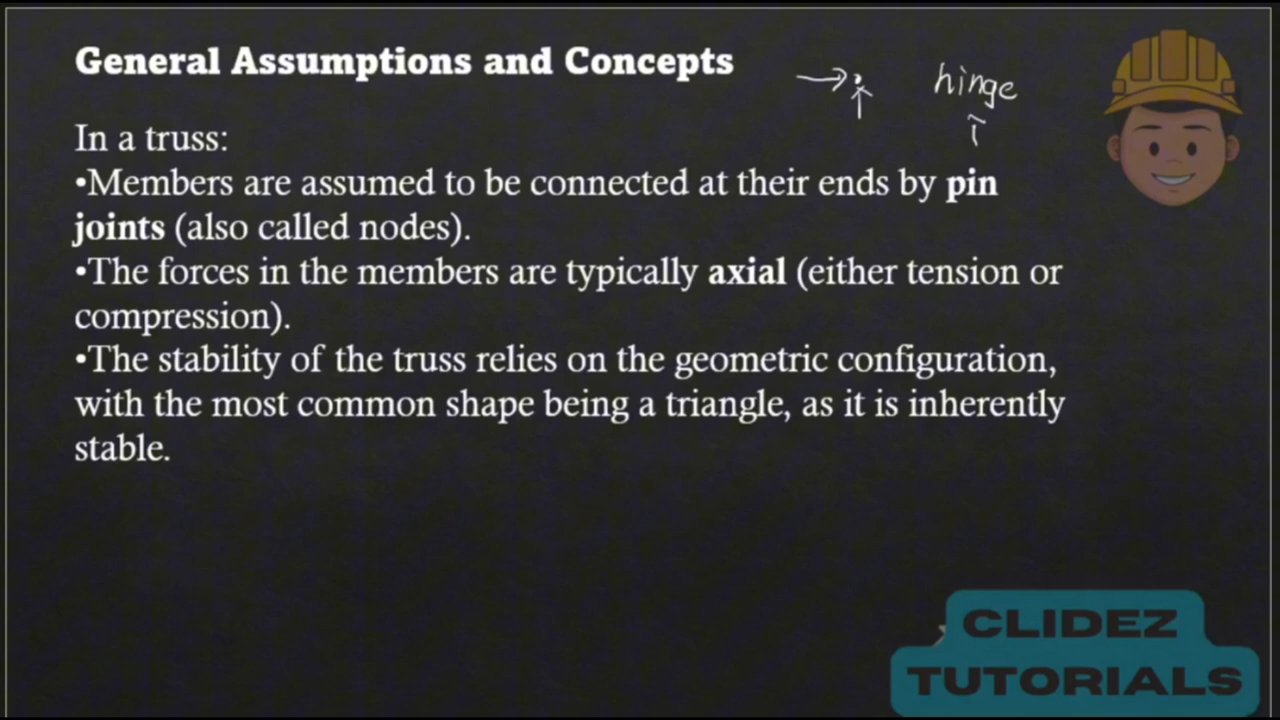 General Assumptions and Concepts
hinge
In a truss:
•Members are assumed to be connected at their ends by pin
joints (also called nodes).
•The forces in the members are typically axial (either tension or
compression).
•The stability of the truss relies on the geometric configuration,
with the most common shape being a triangle, as it is inherently
stable.
CLIDEZ
TUTORIALS